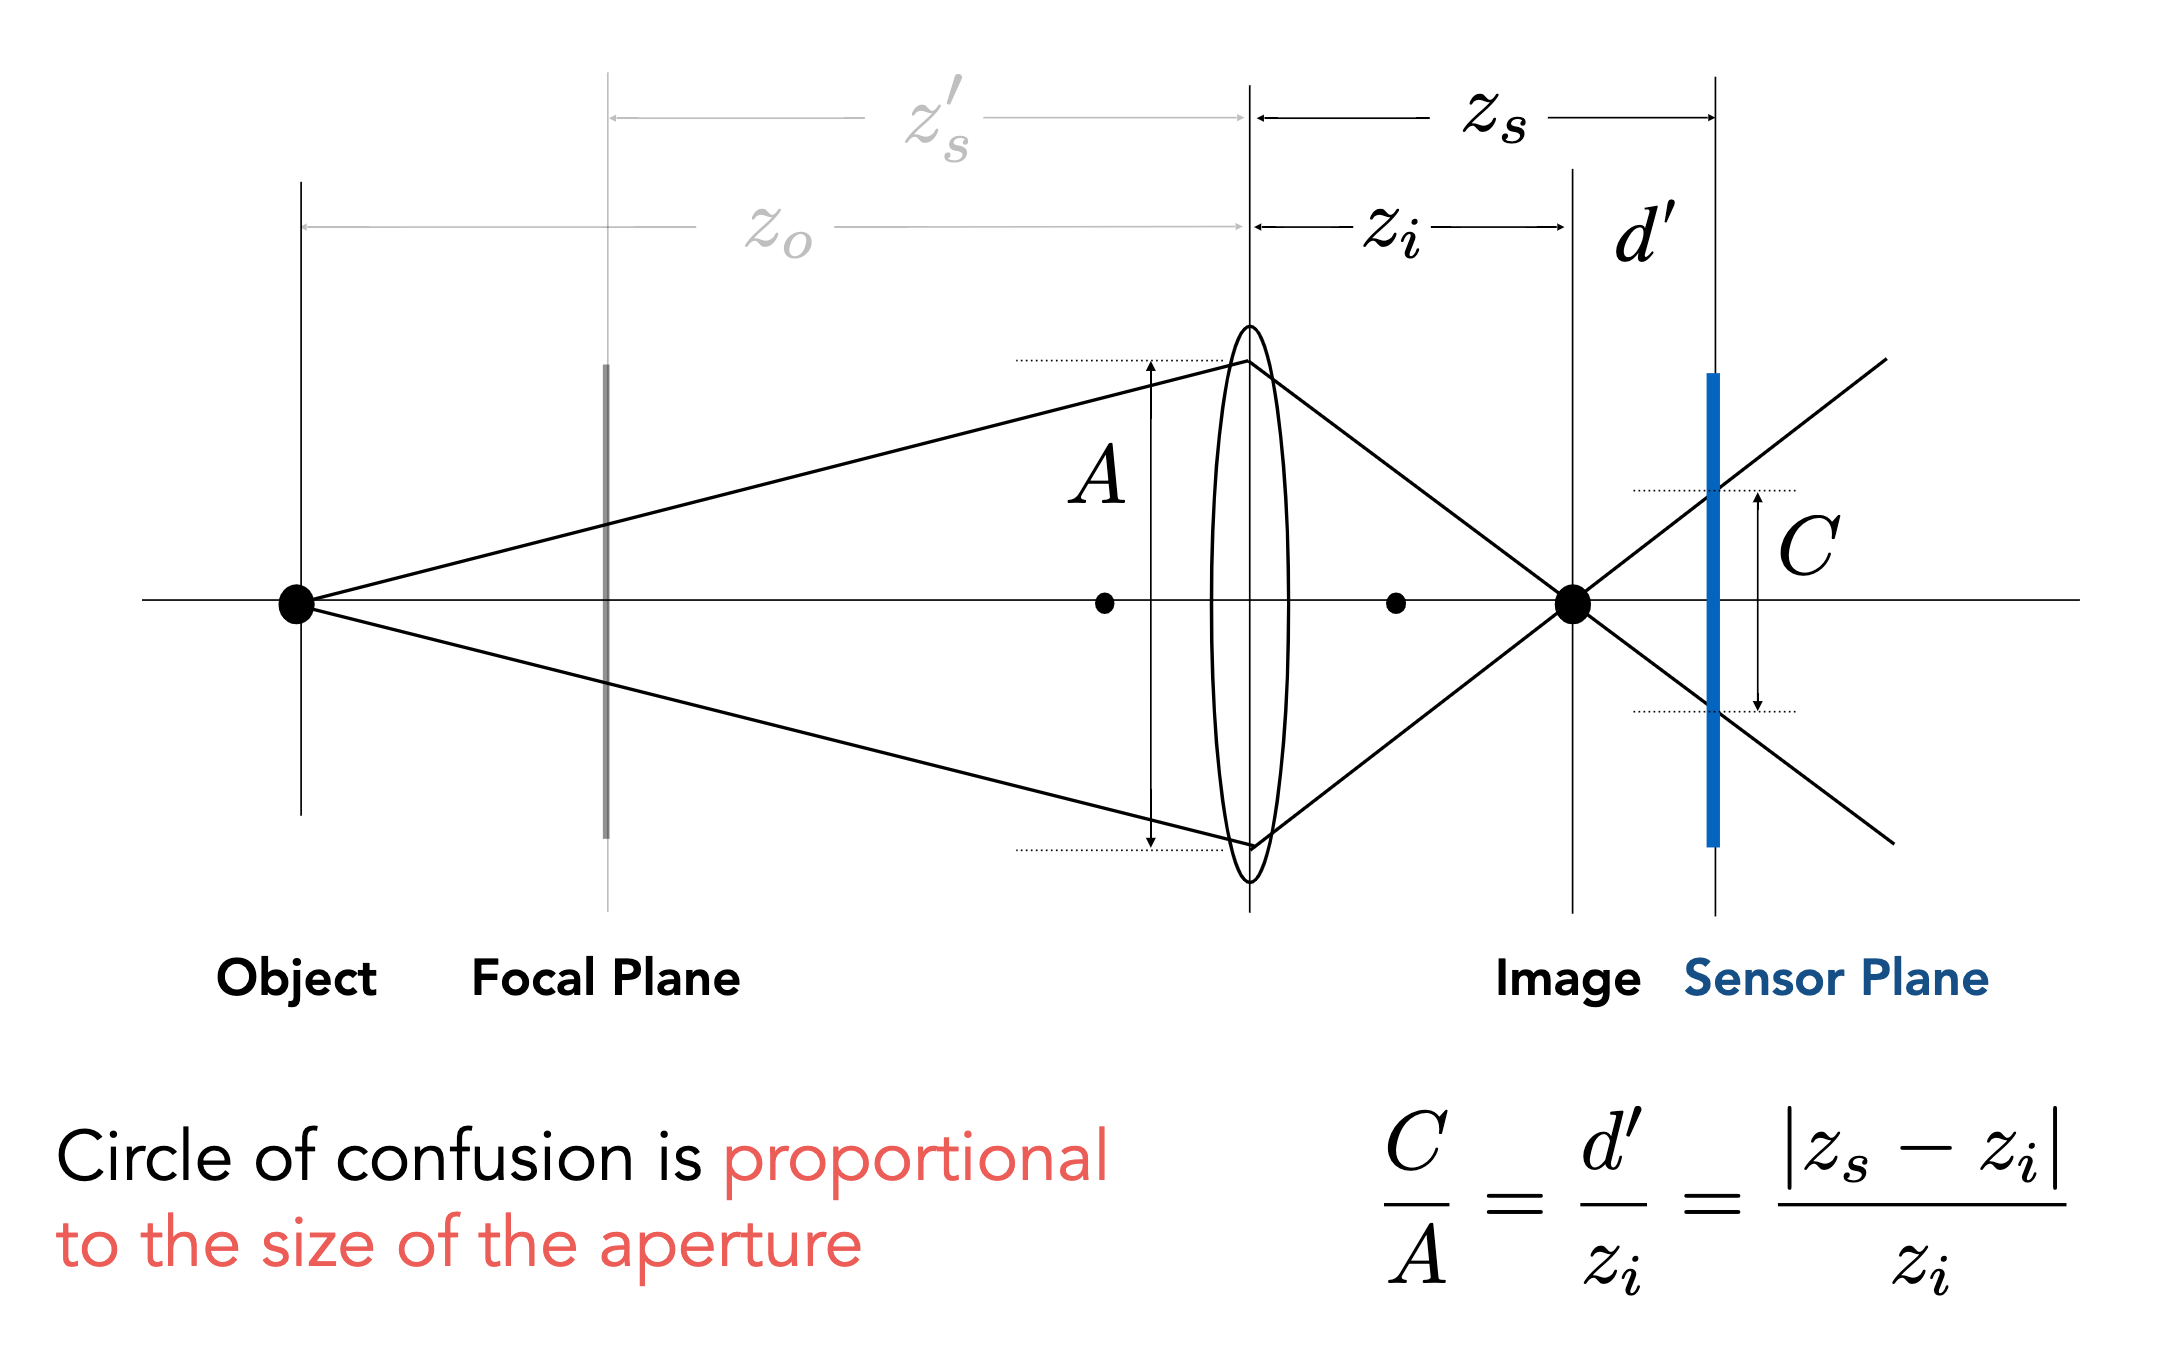 z_s'
z_s
z_o
z_i
d'
A
C
Object
Focal Plane
Image
Sensor Plane
Circle of confusion is proportional
to the size of the aperture
C/A = d'/z_i = |z_s − z_i|/z_i